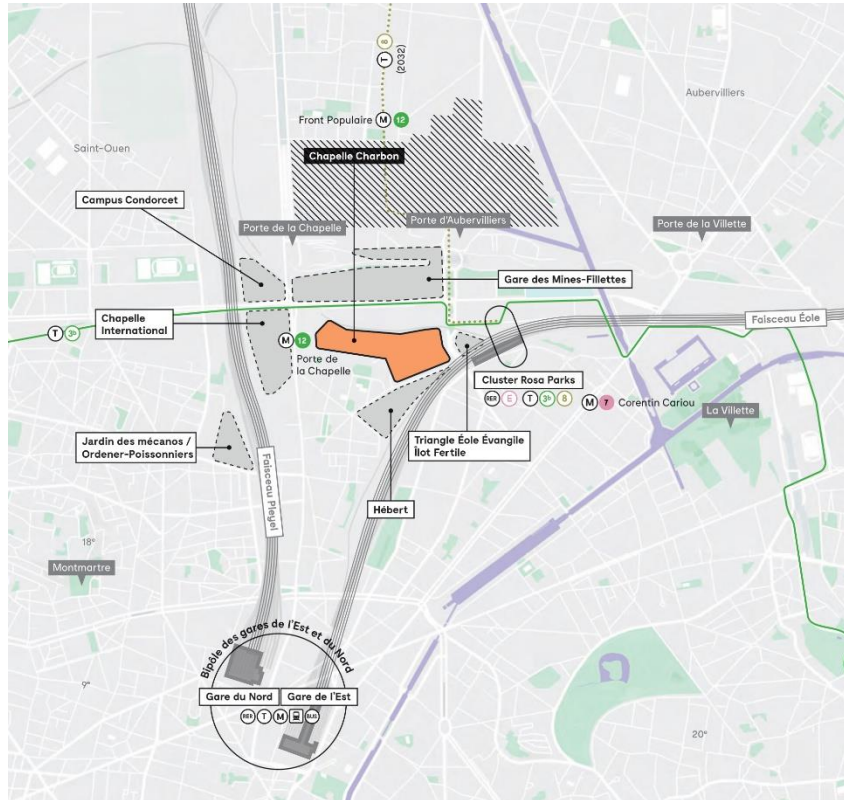 8
T
(2032)
Aubervilliers
Front Populaire M 12
Saint-Ouen
Chapelle Charbon
Campus Condorcet
Porte de la Chapelle
Porte d'Aubervilliers
Porte de la Villette
Gare des Mines-Fillettes
Chapelle
International
T 3b
M 12
Porte de
la Chapelle
Faisceau Éole
Cluster Rosa Parks
RER E T 3b 8
M 7 Corentin Cariou
La Villette
Jardin des mécanos /
Ordener-Poissonniers
Triangle Éole Évangile
Îlot Fertile
Faisceau Pleyel
Hébert
18e
Montmartre
Bipôle des gares de l'Est et du Nord
9e
Gare du Nord
Gare de l'Est
RER T M BUS
20e